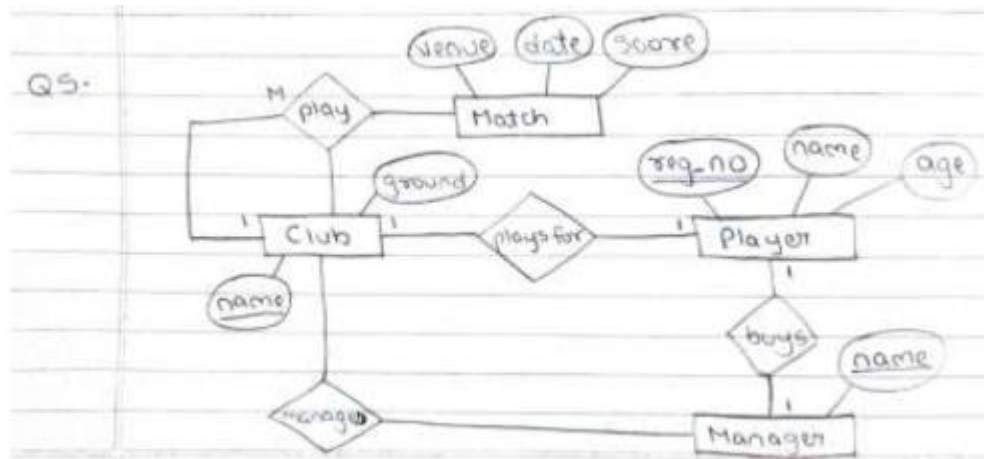 Q5.
venue date score
M play Match
reg_no name age
ground
1 Club 1 plays for 1 Player
1
name
buys
name
manages
1
Manager